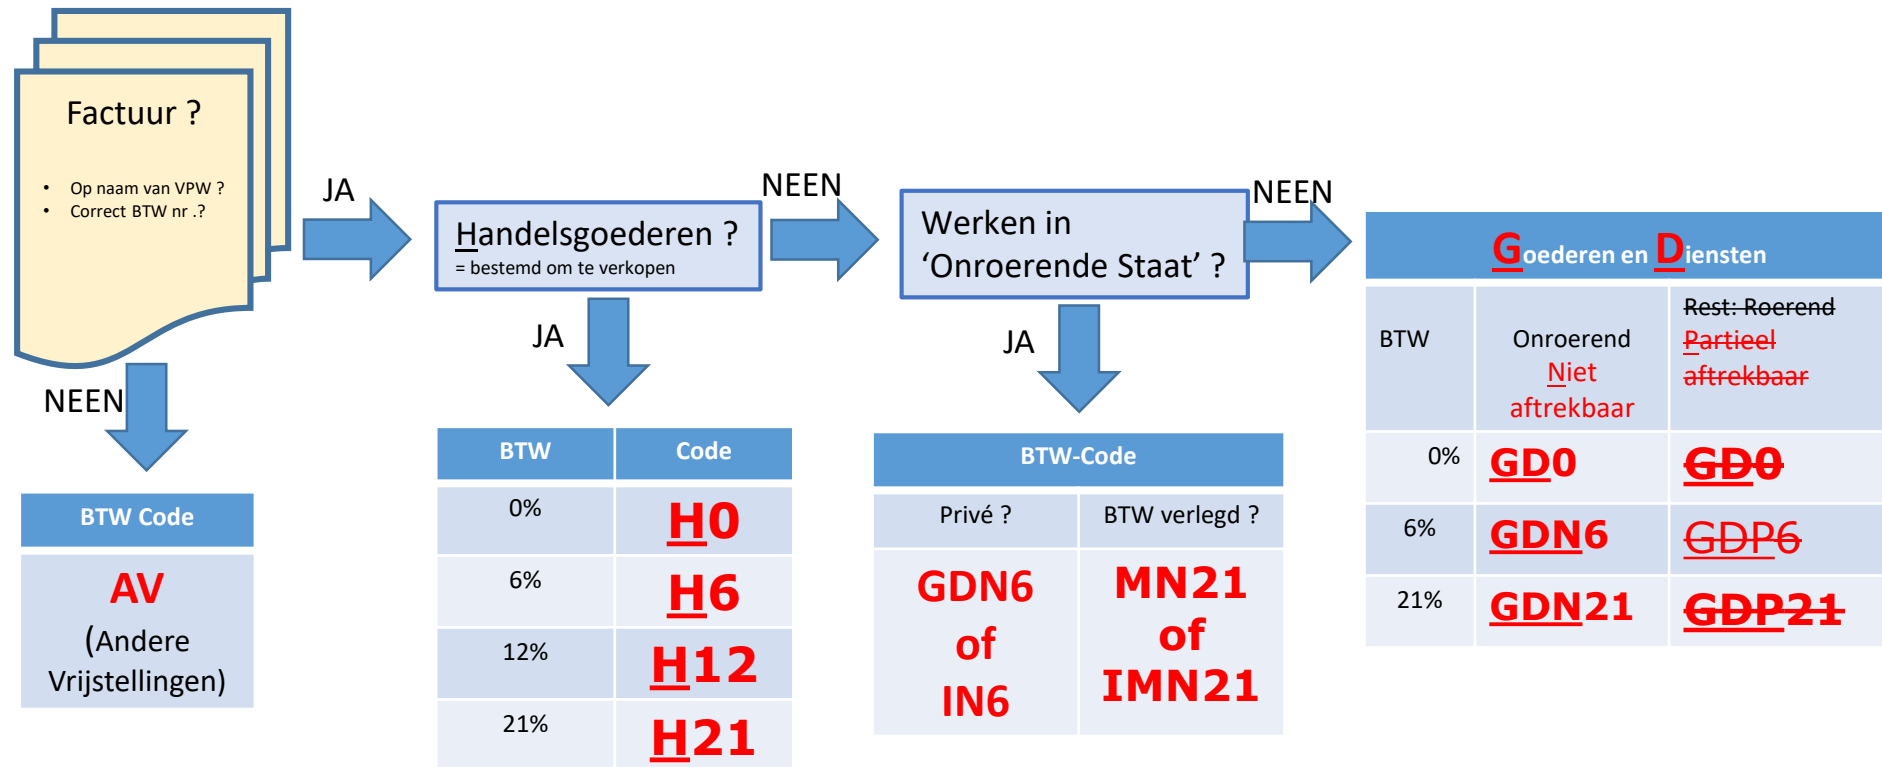 Factuur ?
• Op naam van VPW ?
• Correct BTW nr .?
JA
NEEN
BTW Code
AV
(Andere
Vrijstellingen)
Handelsgoederen ?
= bestemd om te verkopen
NEEN
JA
BTW Code
0% H0
6% H6
12% H12
21% H21
Werken in
‘Onroerende Staat’ ?
NEEN
JA
BTW-Code
Privé ? BTW verlegd ?
GDN6 MN21
of of
IN6 IMN21
Goederen en Diensten
BTW
Onroerend
Niet
aftrekbaar
Rest: Roerend
Partieel
aftrekbaar
0% GD0 GD0
6% GDN6 GDP6
21% GDN21 GDP21